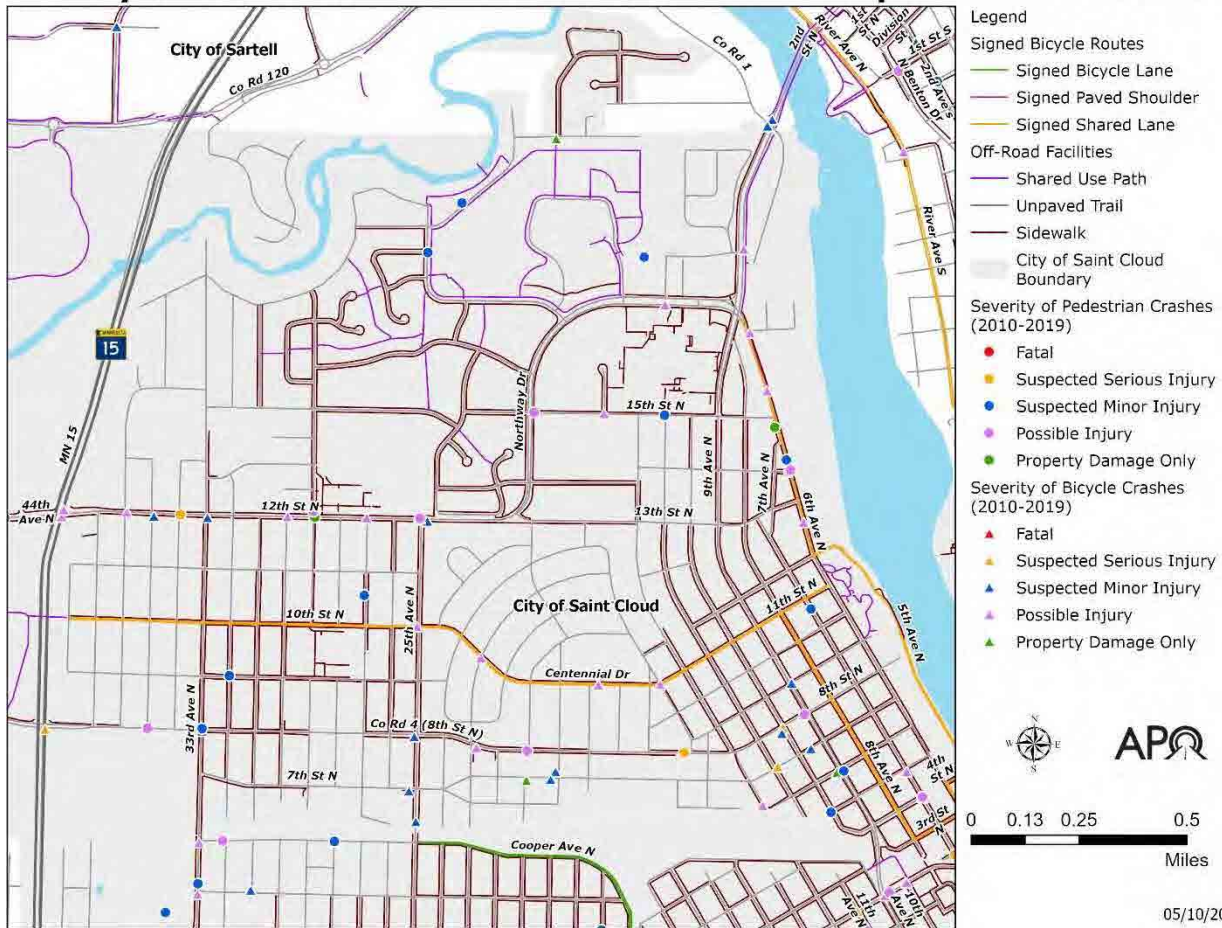 City of Sartell
Co Rd 120
Co Rd 1
2nd
St N
River Ave N
Division
St
1st St S
2nd Ave S
N Benton Dr
River Ave S
MINNESOTA
15
MN 15
Northway Dr
15th St N
9th Ave N
7th Ave N
6th Ave N
44th
Ave N
12th St N
13th St N
City of Saint Cloud
10th St N
11th St N
5th Ave N
25th Ave N
Centennial Dr
8th St N
33rd Ave N
Co Rd 4 (8th St N)
8th Ave N
4th
St N
7th St N
3rd St
N
Cooper Ave N
11th
Ave N
10th
Ave N
Legend
Signed Bicycle Routes
Signed Bicycle Lane
Signed Paved Shoulder
Signed Shared Lane
Off-Road Facilities
Shared Use Path
Unpaved Trail
Sidewalk
City of Saint Cloud
Boundary
Severity of Pedestrian Crashes
(2010-2019)
Fatal
Suspected Serious Injury
Suspected Minor Injury
Possible Injury
Property Damage Only
Severity of Bicycle Crashes
(2010-2019)
Fatal
Suspected Serious Injury
Suspected Minor Injury
Possible Injury
Property Damage Only
N
W E
S
APO
0 0.13 0.25 0.5
Miles
05/10/20